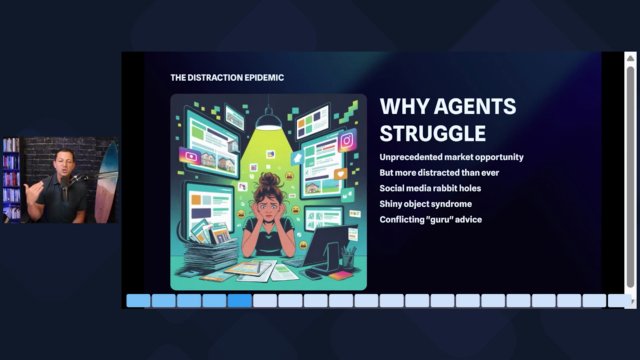 THE DISTRACTION EPIDEMIC
WHY AGENTS
STRUGGLE
Unprecedented market opportunity
But more distracted than ever
Social media rabbit holes
Shiny object syndrome
Conflicting "guru" advice